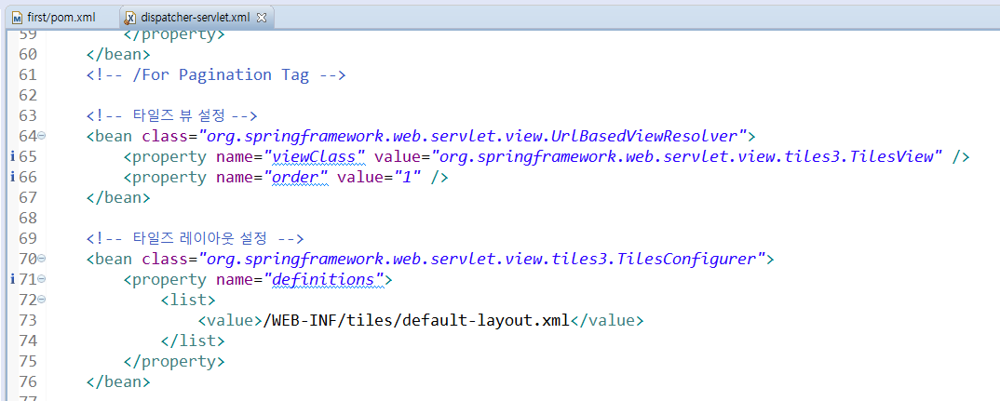 first/pom.xml dispatcher-servlet.xml
59 </property>
60 </bean>
61 <!-- /For Pagination Tag -->
62
63 <!-- 타일즈 뷰 설정 -->
64 <bean class="org.springframework.web.servlet.view.UrlBasedViewResolver">
65 <property name="viewClass" value="org.springframework.web.servlet.view.tiles3.TilesView" />
66 <property name="order" value="1" />
67 </bean>
68
69 <!-- 타일즈 레이아웃 설정 -->
70 <bean class="org.springframework.web.servlet.view.tiles3.TilesConfigurer">
71 <property name="definitions">
72 <list>
73 <value>/WEB-INF/tiles/default-layout.xml</value>
74 </list>
75 </property>
76 </bean>
77